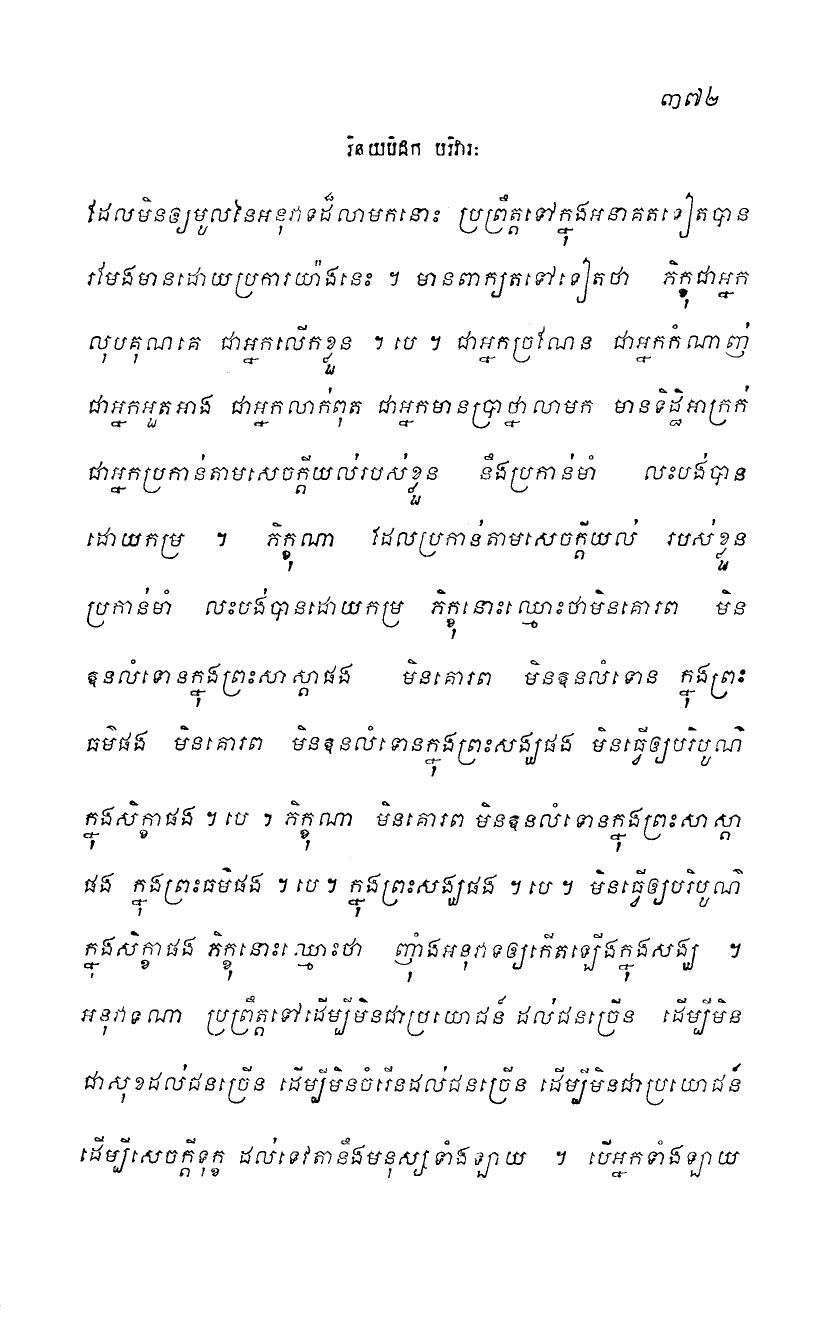 ៣៧២
វិនយបិដក បរិវារៈ
ដែលមិនឲ្យមូលនៃអនុវាទដ៏លាមកនោះ ប្រព្រឹត្តទៅក្នុងអនាគតទៀតបាន
រមែងមានដោយប្រការយ៉ាងនេះ ។ មានពាក្យតទៅទៀតថា ភិក្ខុជាអ្នក
លុបគុណគេ ជាអ្នកលើកខ្លួន ។ បេ ។ ជាអ្នកច្រណែន ជាអ្នកកំណាញ់
ជាអ្នកអួតអាង ជាអ្នកលាក់ពុត ជាអ្នកមានប្រាថ្នាលាមក មានទិដ្ឋិអាក្រក់
ជាអ្នកប្រកាន់តាមសេចក្តីយល់របស់ខ្លួន នឹងប្រកាន់មាំ លះបង់បាន
ដោយកម្រ ។ ភិក្ខុណា ដែលប្រកាន់តាមសេចក្តីយល់ របស់ខ្លួន
ប្រកាន់មាំ លះបង់បានដោយកម្រ ភិក្ខុនោះឈ្មោះថាមិនគោរព មិន
ឱនលំទោនក្នុងព្រះសាស្តាផង មិនគោរព មិនឱនលំទោន ក្នុងព្រះ
ធម៌ផង មិនគោរព មិនឱនលំទោនក្នុងព្រះសង្ឃផង មិនធ្វើឲ្យបរិបូណ៌
ក្នុងសិក្ខាផង ។ បេ ។ ភិក្ខុណា មិនគោរព មិនឱនលំទោនក្នុងព្រះសាស្តា
ផង ក្នុងព្រះធម៌ផង ។ បេ ។ ក្នុងព្រះសង្ឃផង ។ បេ ។ មិនធ្វើឲ្យបរិបូណ៌
ក្នុងសិក្ខាផង ភិក្ខុនោះឈ្មោះថា ញុំាងអនុវាទឲ្យកើតឡើងក្នុងសង្ឃ ។
អនុវាទណា ប្រព្រឹត្តទៅដើម្បីមិនជាប្រយោជន៍ ដល់ជនច្រើន ដើម្បីមិន
ជាសុខដល់ជនច្រើន ដើម្បីមិនចំរើនដល់ជនច្រើន ដើម្បីមិនជាប្រយោជន៍
ដើម្បីសេចក្តីទុក្ខ ដល់ទេវតានឹងមនុស្សទាំងឡាយ ។ បើអ្នកទាំងឡាយ